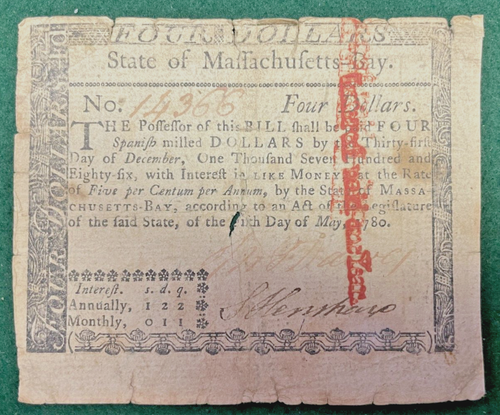 FOUR DOLLARS
State of Massachusetts-Bay.
No: 14366 Four Dollars.
THE Possessor of this BILL shall be FOUR
Spanish milled DOLLARS by Thirty-first
Day of December, One Thousand Seven Hundred and
Eighty-six, with Interest in LIKE MONEY at the Rate
of Five per Centum per Annum, by the State of MASSA-
CHUSETTS-BAY, according to an Act of the Legislature
of the said State, of the Fifth Day of May 1780.
Interest. s. d. q.
Annually, 1 2 2
Monthly, 0 1 1
S Henshaw